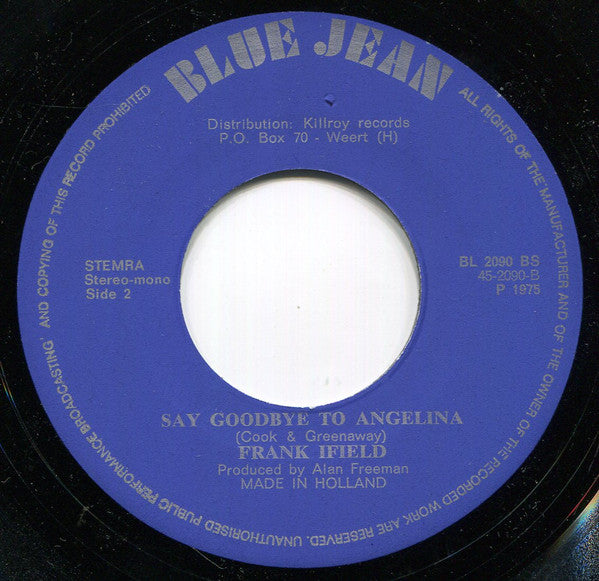 BLUE JEAN
ALL RIGHTS OF THE MANUFACTURER AND OF THE OWNER OF THE RECORDED WORK ARE RESERVED. UNAUTHORISED PUBLIC PERFORMANCE BROADCASTING AND COPYING OF THIS RECORD PROHIBITED
Distribution: Killroy records
P.O. Box 70 - Weert (H)
STEMRA
Stereo-mono
Side 2
BL 2090 BS
45-2090-B
P 1975
SAY GOODBYE TO ANGELINA
(Cook & Greenaway)
FRANK IFIELD
Produced by Alan Freeman
MADE IN HOLLAND